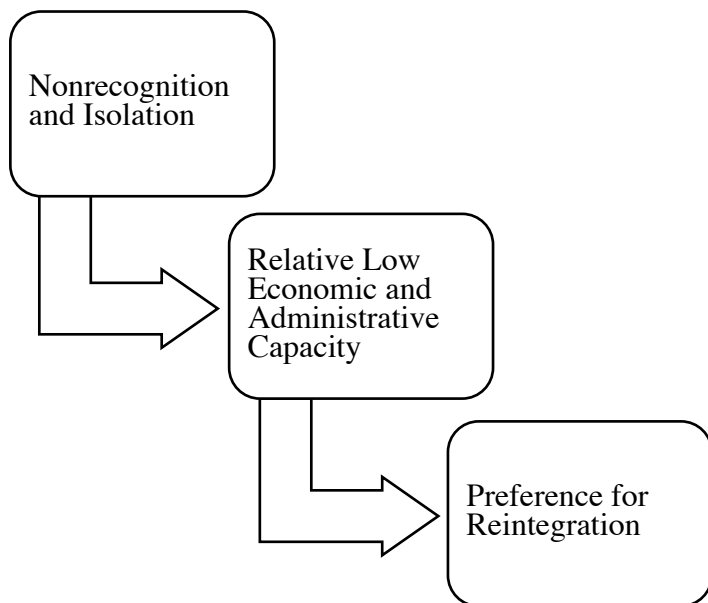 Nonrecognition
and Isolation
Relative Low
Economic and
Administrative
Capacity
Preference for
Reintegration